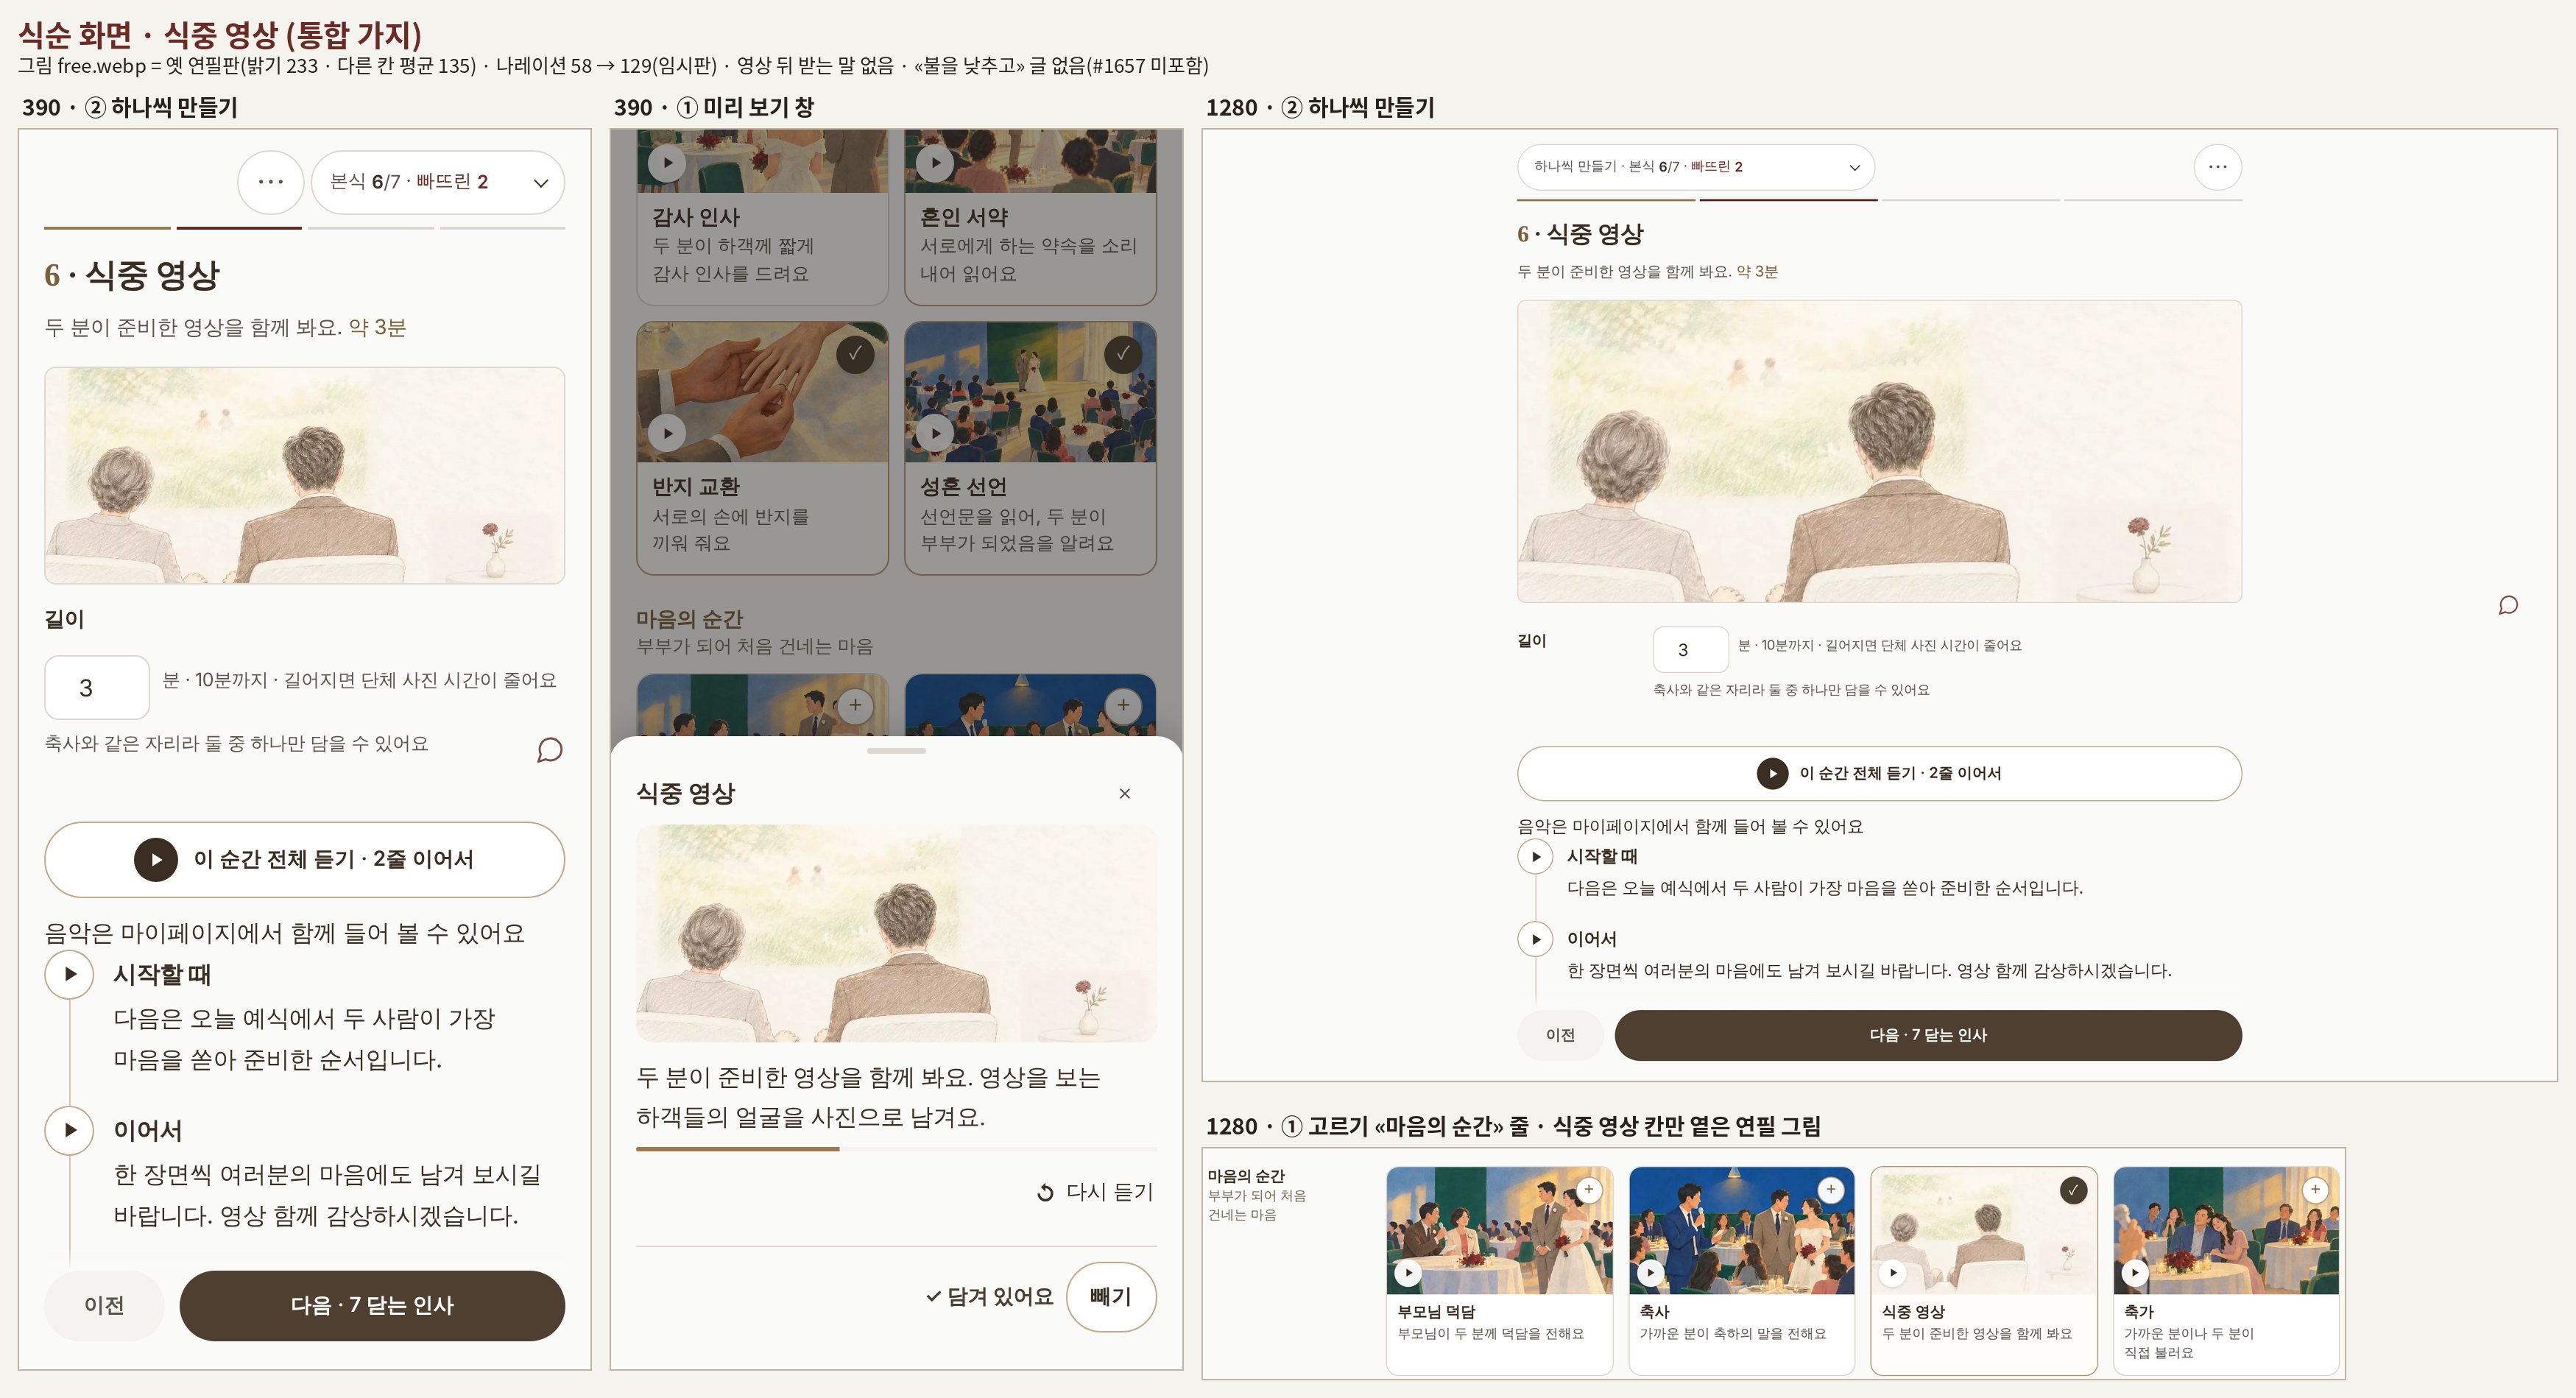 식순 화면 · 식중 영상 (통합 가지)
그림 free.webp = 옛 연필판(밝기 233 · 다른 칸 평균 135) · 나레이션 58 → 129(임시판) · 영상 뒤 받는 말 없음 · «불을 낮추고» 글 없음(#1657 미포함)
390 · ② 하나씩 만들기
본식 6/7 · 빠뜨린 2
6 · 식중 영상
두 분이 준비한 영상을 함께 봐요. 약 3분
길이
3
분 · 10분까지 · 길어지면 단체 사진 시간이 줄어요
축사와 같은 자리라 둘 중 하나만 담을 수 있어요
이 순간 전체 듣기 · 2줄 이어서
음악은 마이페이지에서 함께 들어 볼 수 있어요
시작할 때
다음은 오늘 예식에서 두 사람이 가장
마음을 쏟아 준비한 순서입니다.
이어서
한 장면씩 여러분의 마음에도 남겨 보시길
바랍니다. 영상 함께 감상하시겠습니다.
이전
다음 · 7 닫는 인사
390 · ① 미리 보기 창
감사 인사
두 분이 하객께 짧게
감사 인사를 드려요
혼인 서약
서로에게 하는 약속을 소리
내어 읽어요
반지 교환
서로의 손에 반지를
끼워 줘요
성혼 선언
선언문을 읽어, 두 분이
부부가 되었음을 알려요
마음의 순간
부부가 되어 처음 건네는 마음
식중 영상
두 분이 준비한 영상을 함께 봐요. 영상을 보는
하객들의 얼굴을 사진으로 남겨요.
다시 듣기
담겨 있어요
빼기
1280 · ② 하나씩 만들기
하나씩 만들기 · 본식 6/7 · 빠뜨린 2
6 · 식중 영상
두 분이 준비한 영상을 함께 봐요. 약 3분
길이
3
분 · 10분까지 · 길어지면 단체 사진 시간이 줄어요
축사와 같은 자리라 둘 중 하나만 담을 수 있어요
이 순간 전체 듣기 · 2줄 이어서
음악은 마이페이지에서 함께 들어 볼 수 있어요
시작할 때
다음은 오늘 예식에서 두 사람이 가장 마음을 쏟아 준비한 순서입니다.
이어서
한 장면씩 여러분의 마음에도 남겨 보시길 바랍니다. 영상 함께 감상하시겠습니다.
이전
다음 · 7 닫는 인사
1280 · ① 고르기 «마음의 순간» 줄 · 식중 영상 칸만 옅은 연필 그림
마음의 순간
부부가 되어 처음
건네는 마음
부모님 덕담
부모님이 두 분께 덕담을 전해요
축사
가까운 분이 축하의 말을 전해요
식중 영상
두 분이 준비한 영상을 함께 봐요
축가
가까운 분이나 두 분이
직접 불러요